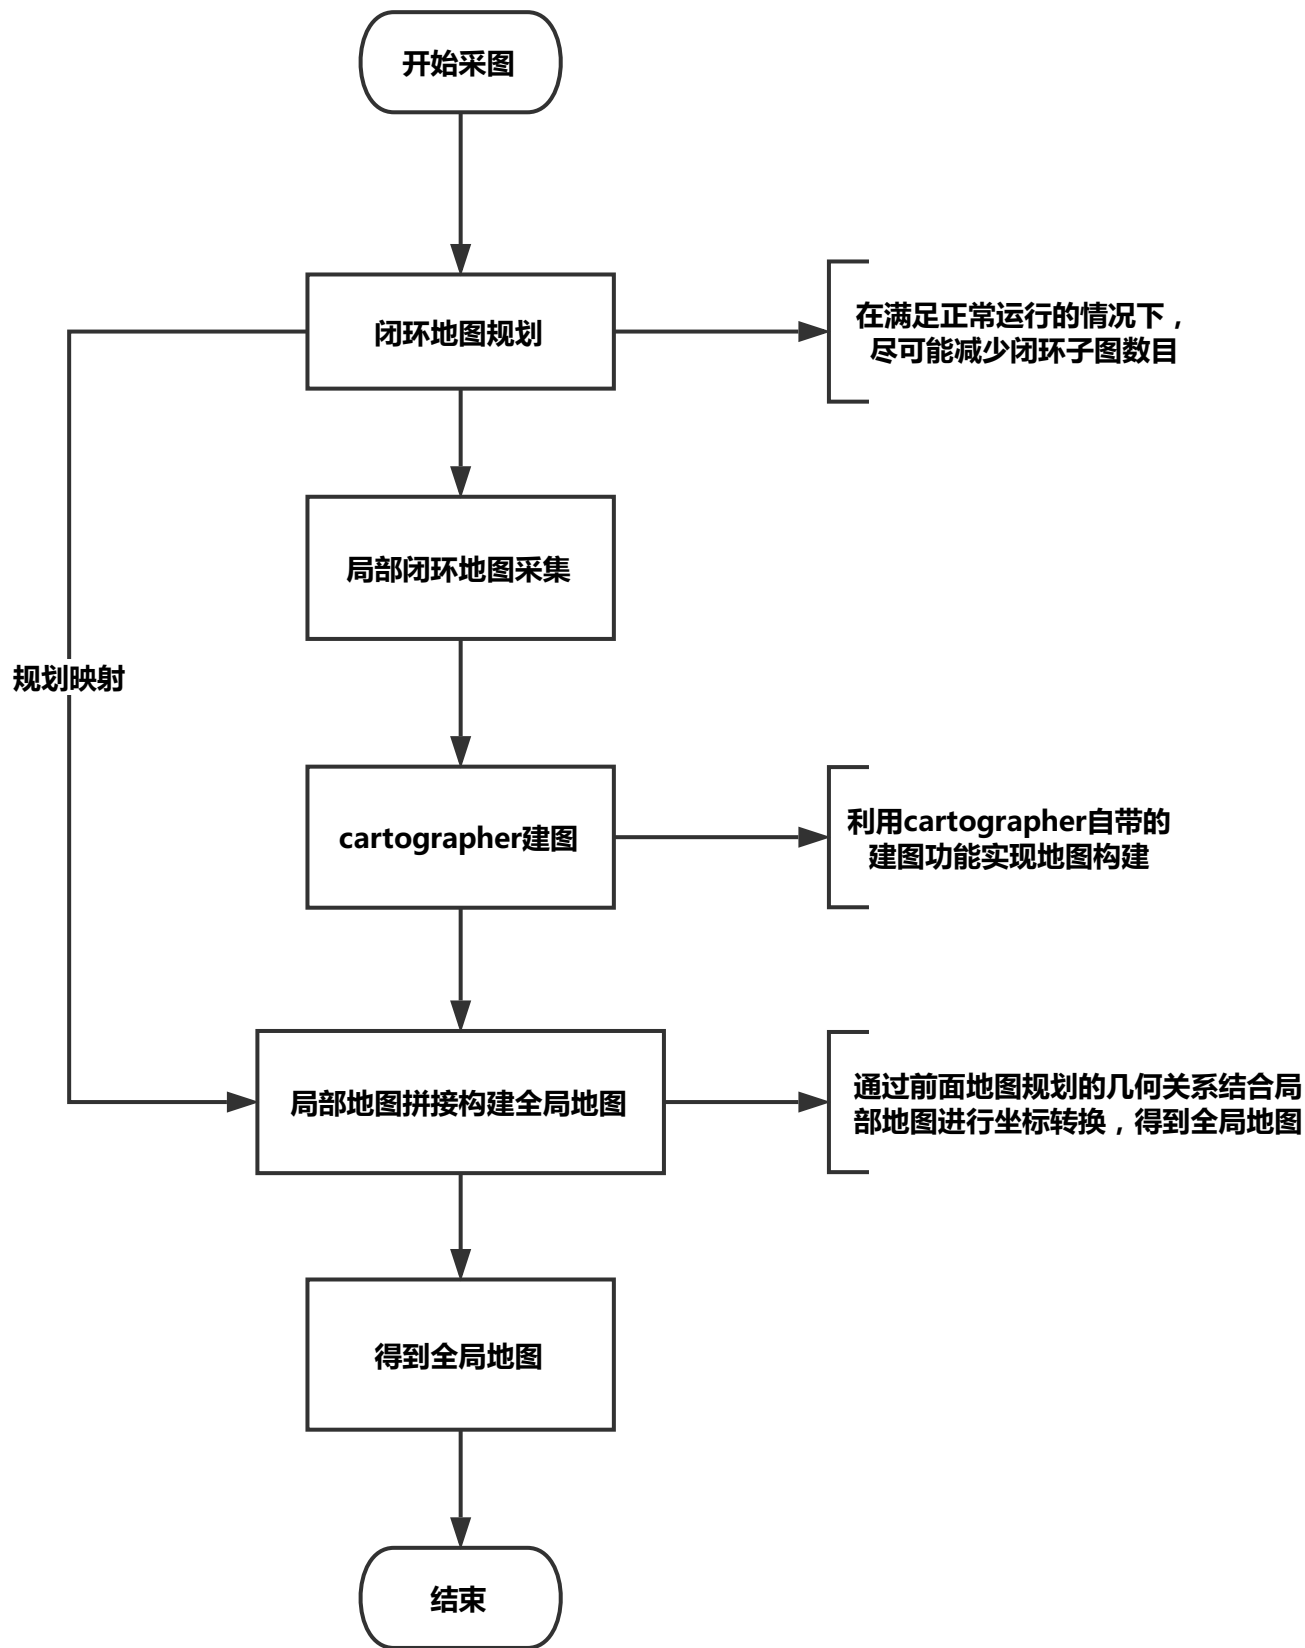 开始采图
闭环地图规划
在满足正常运行的情况下，
尽可能减少闭环子图数目
局部闭环地图采集
规划映射
cartographer建图
利用cartographer自带的
建图功能实现地图构建
局部地图拼接构建全局地图
通过前面地图规划的几何关系结合局
部地图进行坐标转换，得到全局地图
得到全局地图
结束